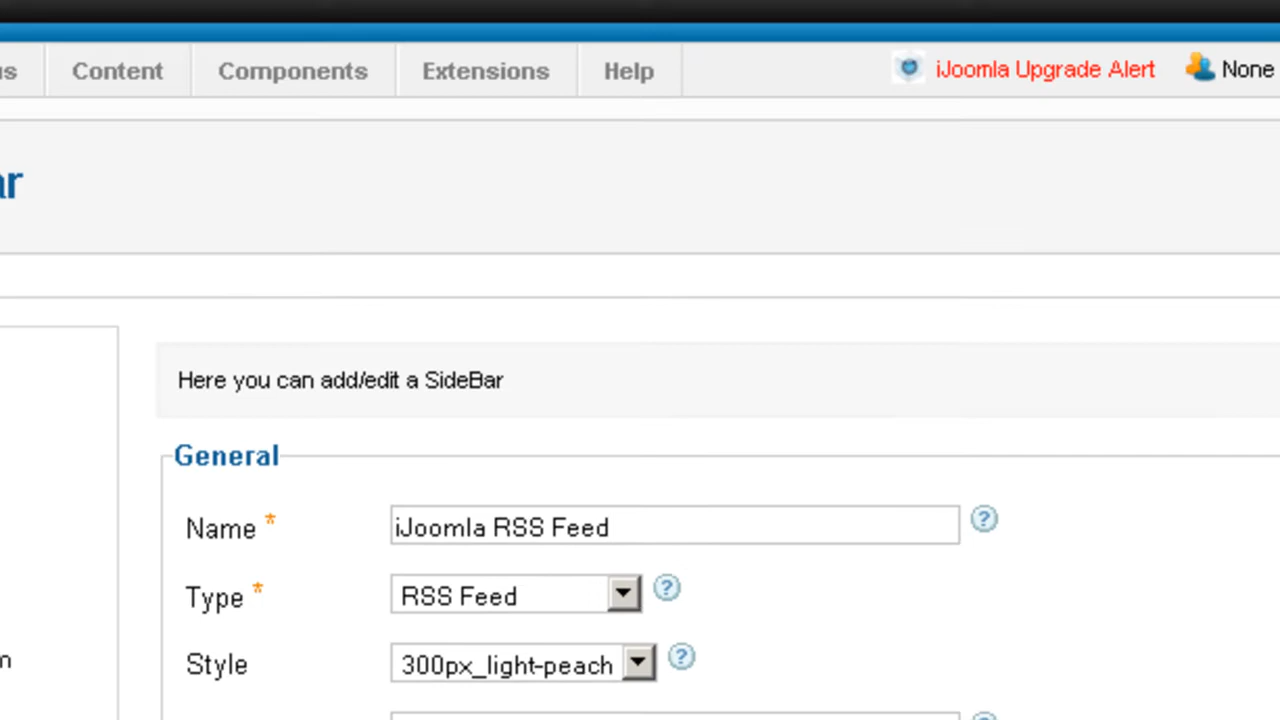 Content Components Extensions Help iJoomla Upgrade Alert None
Here you can add/edit a SideBar
General
Name * iJoomla RSS Feed
Type * RSS Feed
Style 300px_light-peach